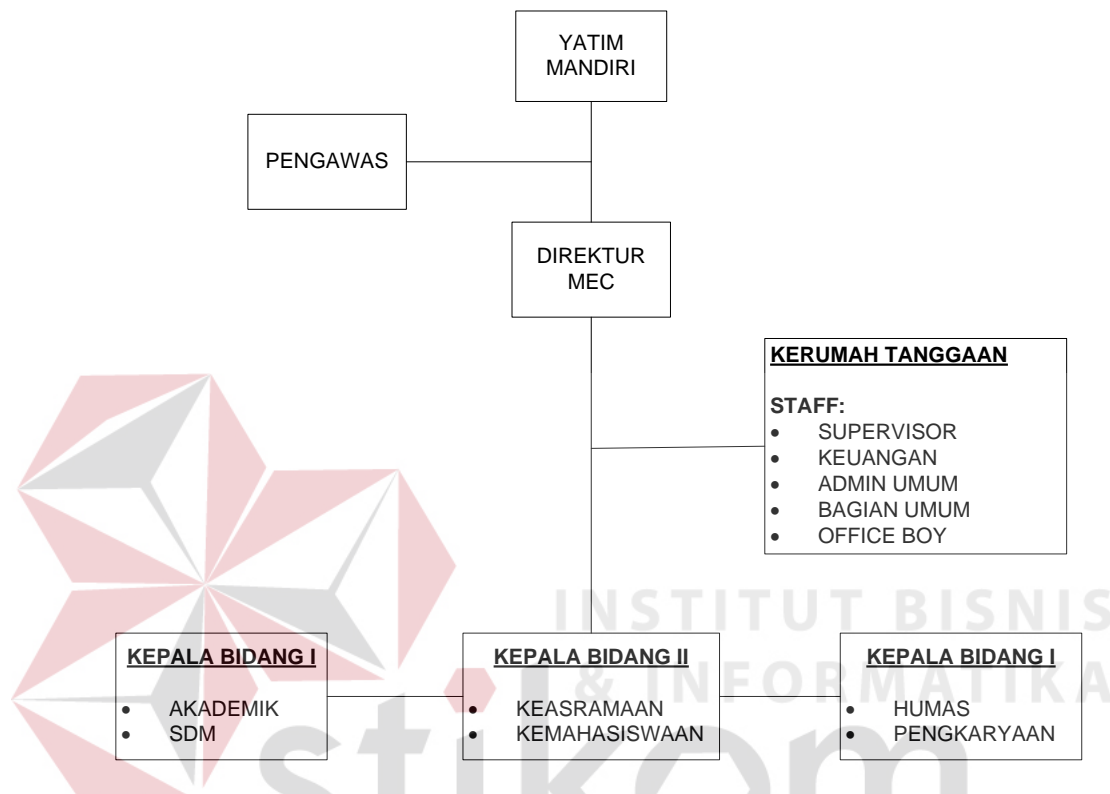 YATIM
MANDIRI
PENGAWAS
DIREKTUR
MEC
KERUMAH TANGGAAN
STAFF:
• SUPERVISOR
• KEUANGAN
• ADMIN UMUM
• BAGIAN UMUM
• OFFICE BOY
INSTITUT BISNIS
& INFORMATIKA
stikom
KEPALA BIDANG I
• AKADEMIK
• SDM
KEPALA BIDANG II
• KEASRAMAAN
• KEMAHASISWAAN
KEPALA BIDANG I
• HUMAS
• PENGKARYAAN